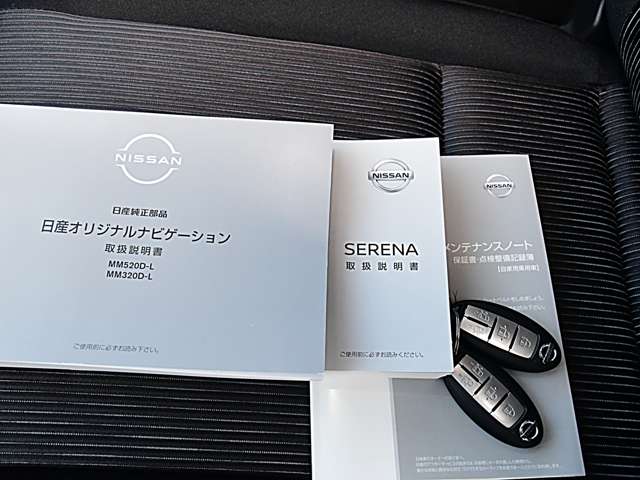 NISSAN
日産純正部品
日産オリジナルナビゲーション
取扱説明書
MM520D-L
MM320D-L
ご使用前に必ずお読み下さい。
NISSAN
SERENA
取扱説明書
ご使用前に必ずお読みください。
NISSAN
メンテナンスノート
保証書・点検整備記録簿
【自家用乗用車】